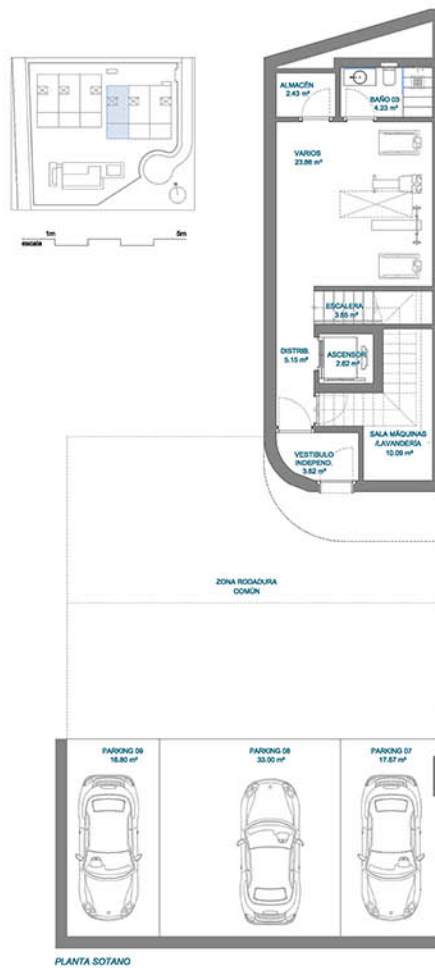 ALMACÉN
2.43 m²
BAÑO 03
4.23 m²
VARIOS
23.86 m²
1m
5m
escala
ESCALERA
3.65 m²
DISTRIB.
5.15 m²
ASCENSOR
2.62 m²
SALA MÁQUINAS
/LAVANDERÍA
10.09 m²
VESTIBULO
INDEPEND.
3.62 m²
ZONA RODADURA
COMÚN
PARKING 09
16.80 m²
PARKING 08
33.00 m²
PARKING 07
17.67 m²
PLANTA SOTANO